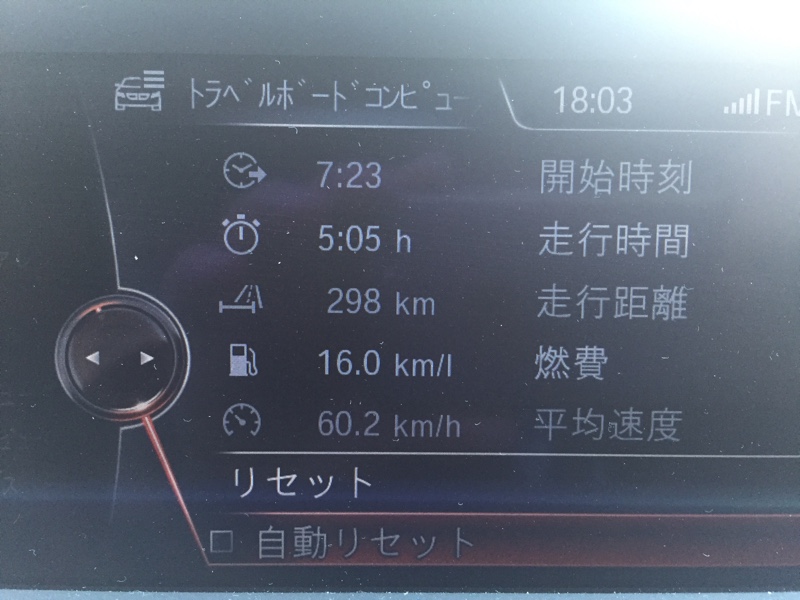 トラベルボードコンピュー 18:03 FM
7:23 開始時刻
5:05 h 走行時間
298 km 走行距離
16.0 km/l 燃費
60.2 km/h 平均速度
リセット
自動リセット